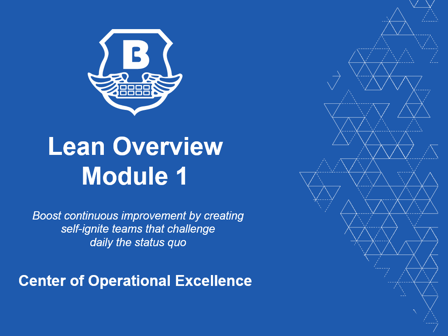 B
Lean Overview
Module 1
Boost continuous improvement by creating
self-ignite teams that challenge
daily the status quo
Center of Operational Excellence